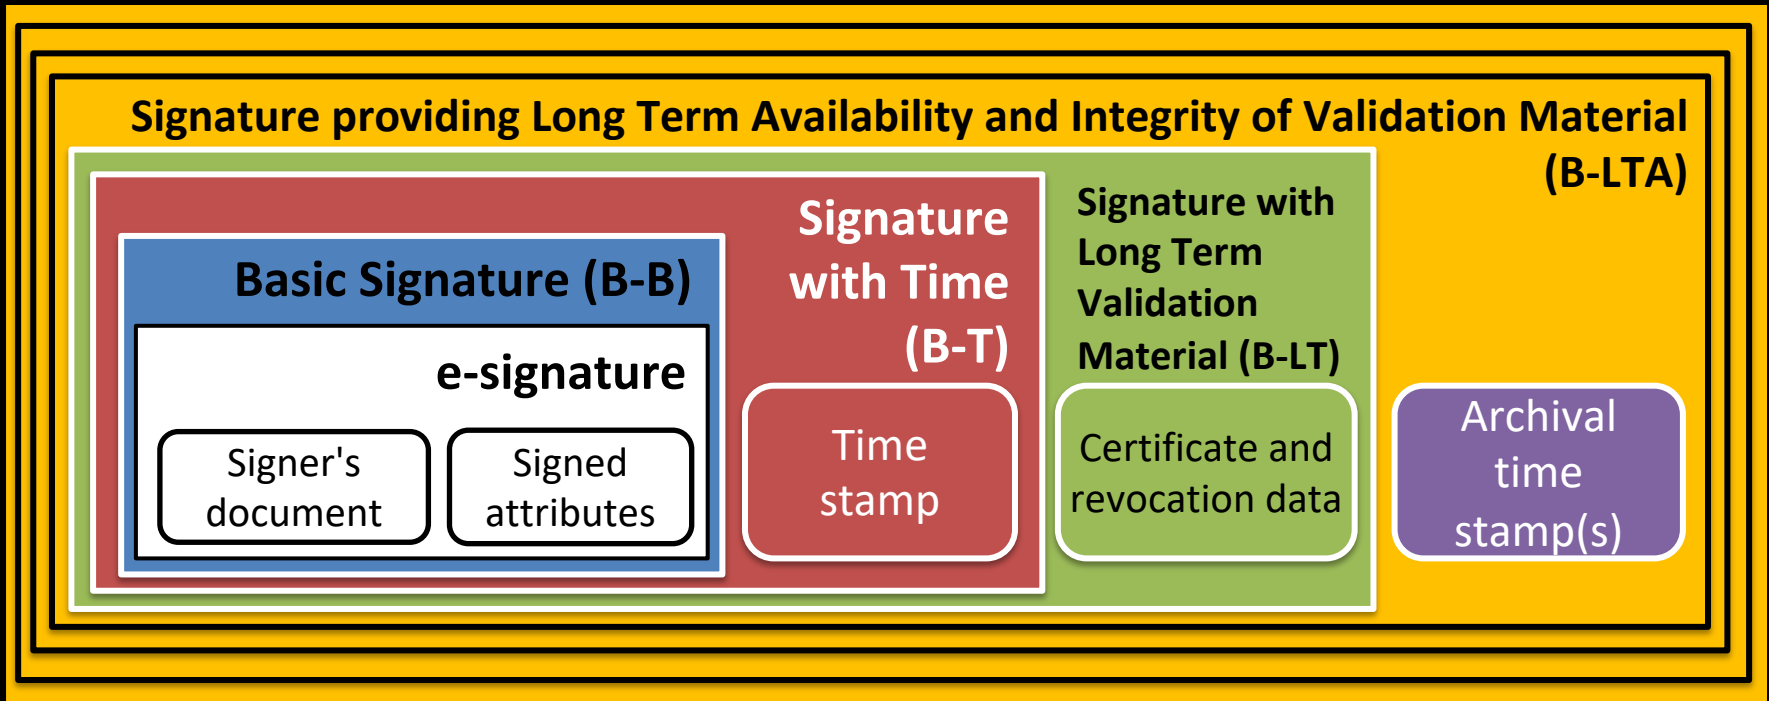 Signature providing Long Term Availability and Integrity of Validation Material
(B-LTA)
Signature with
Long Term
Validation
Material (B-LT)
Signature
with Time
(B-T)
Basic Signature (B-B)
e-signature
Signer's
document
Signed
attributes
Time
stamp
Certificate and
revocation data
Archival
time
stamp(s)